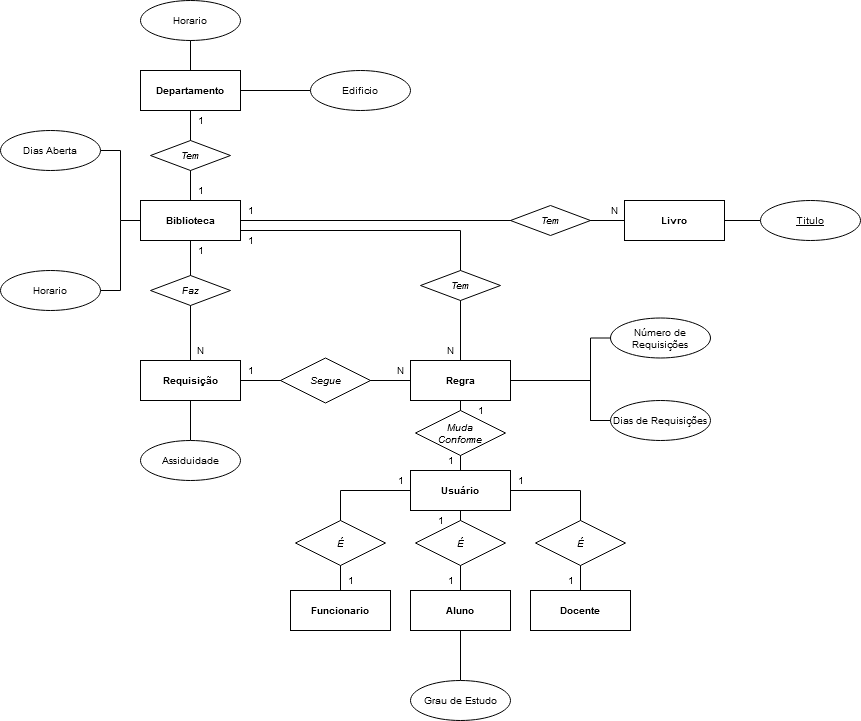 Horario
Departamento
Edificio
1
Tem
Dias Aberta
1
Biblioteca
1
Tem
N
Livro
Titulo
1
1
Faz
Tem
Horario
N
N
Requisição
1
Segue
N
Regra
Número de
Requisições
Dias de Requisições
1
Muda
Conforme
Assiduidade
1
1
Usuário
1
1
É
É
É
1
1
1
Funcionario
Aluno
Docente
Grau de Estudo